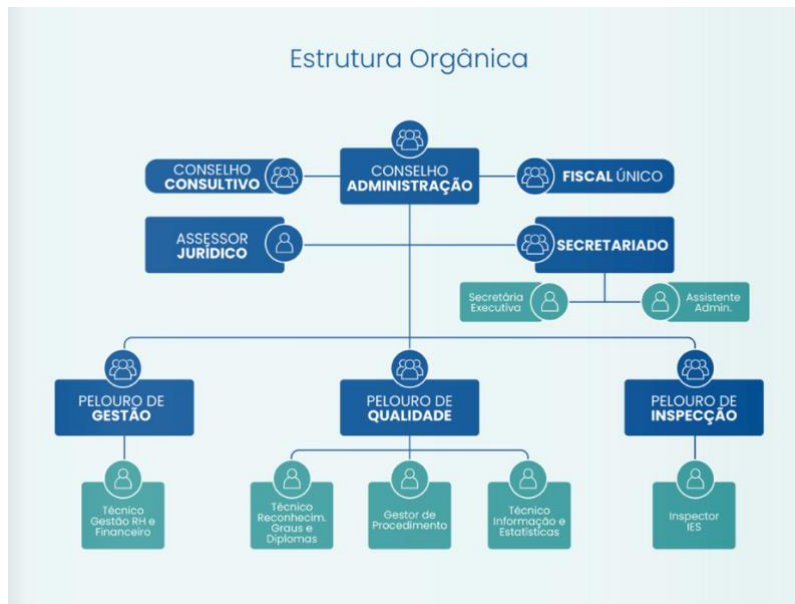 Estrutura Orgânica
CONSELHO
CONSULTIVO
CONSELHO
ADMINISTRAÇÃO
FISCAL ÚNICO
ASSESSOR
JURÍDICO
SECRETARIADO
Secretária
Executiva
Assistente
Admin.
PELOURO DE
GESTÃO
PELOURO DE
QUALIDADE
PELOURO DE
INSPECÇÃO
Técnico
Gestão RH e
Financeiro
Técnico
Reconhecim.
Graus e
Diplomas
Gestor de
Procedimento
Técnico
Informação e
Estatísticas
Inspector
IES